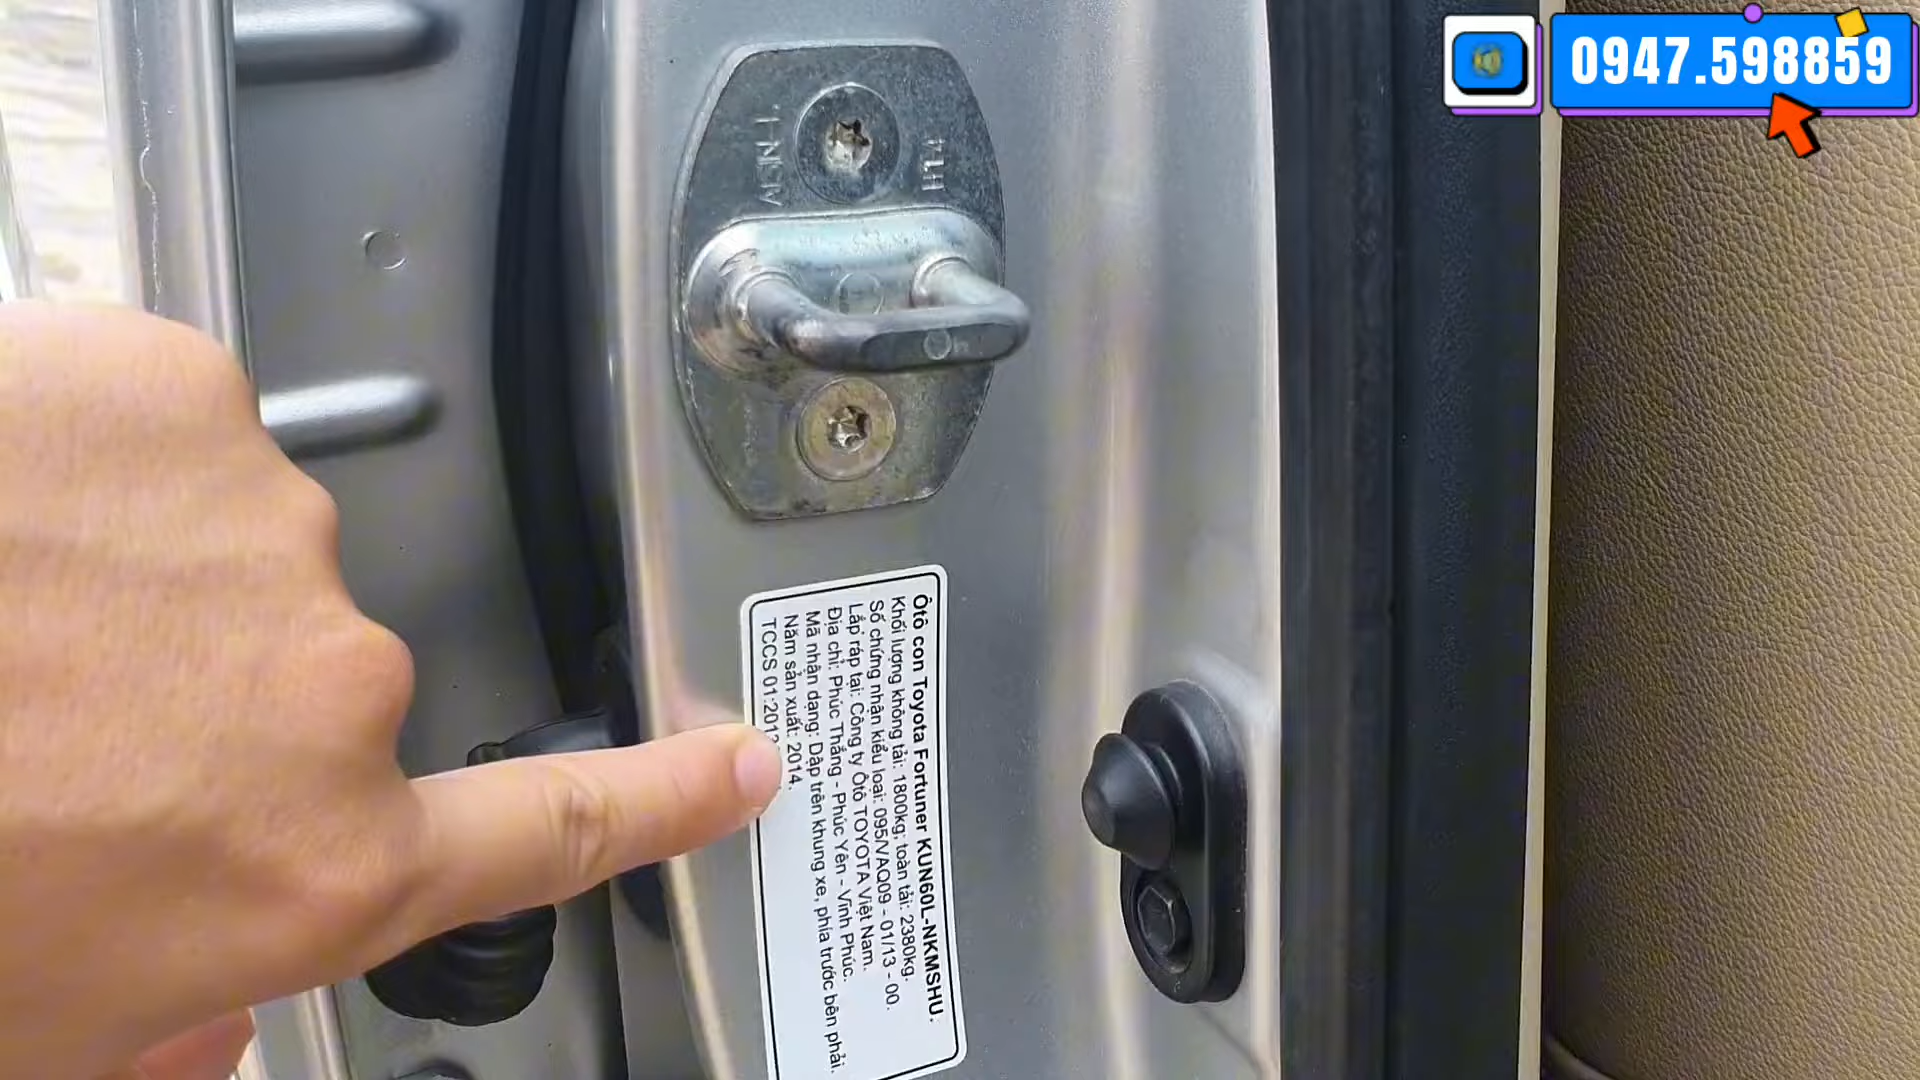 0947.598859
H14
Ôtô con Toyota Fortuner KUN60L-NKMSHU.
Khối lượng không tải: 1800kg; toàn tải: 2380kg.
Số chứng nhận kiểu loại: 095/VAQ09 - 01/13 - 00.
Lắp ráp tại: Công ty Ôtô TOYOTA Việt Nam.
Địa chỉ: Phúc Thắng - Phúc Yên - Vĩnh Phúc.
Mã nhận dạng: Dập trên khung xe, phía trước bên phải.
Năm sản xuất: 2014.
TCCS 01:2012